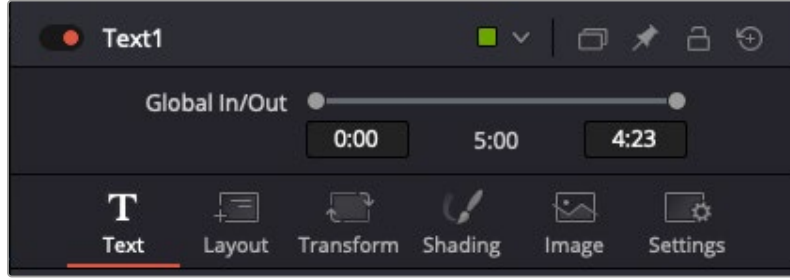 Text1
Global In/Out
0:00 5:00 4:23
T
Text Layout Transform Shading Image Settings